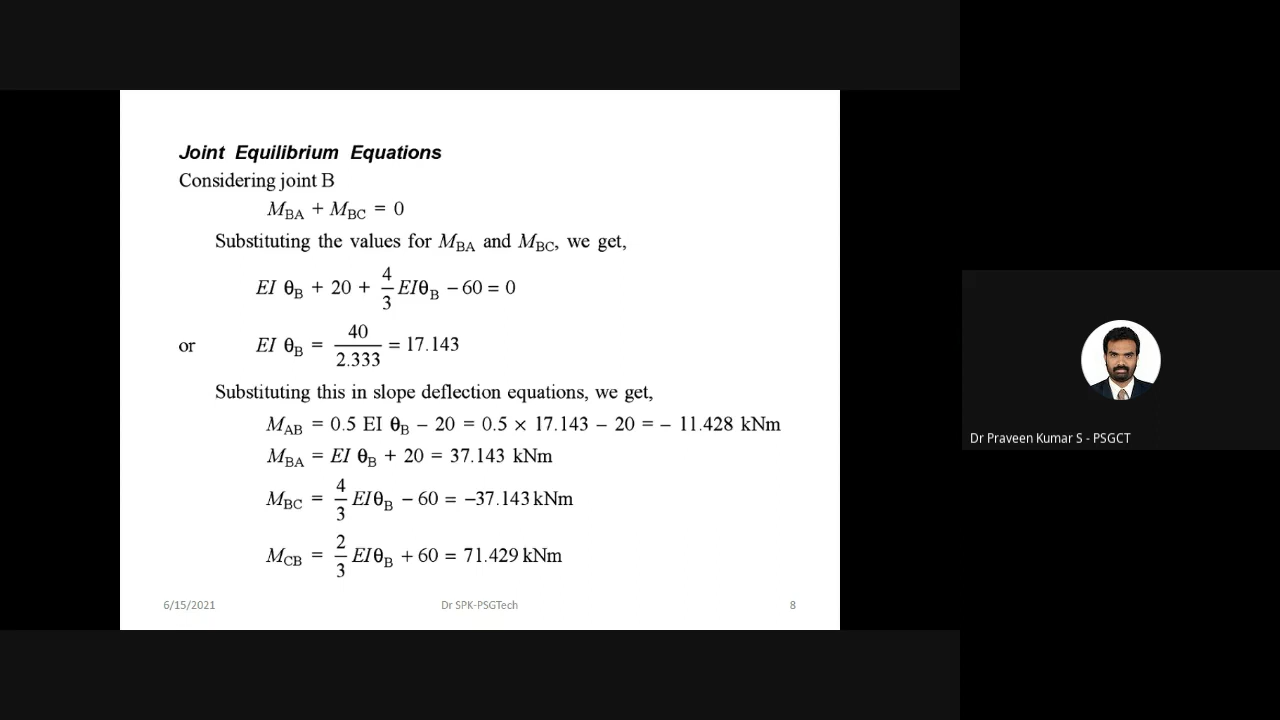 Joint Equilibrium Equations
Considering joint B
M_BA + M_BC = 0
Substituting the values for M_BA and M_BC, we get,
EI θ_B + 20 + 4/3 EIθ_B − 60 = 0
or EI θ_B = 40/2.333 = 17.143
Substituting this in slope deflection equations, we get,
M_AB = 0.5 EI θ_B − 20 = 0.5 × 17.143 − 20 = − 11.428 kNm
M_BA = EI θ_B + 20 = 37.143 kNm
M_BC = 4/3 EIθ_B − 60 = −37.143 kNm
M_CB = 2/3 EIθ_B + 60 = 71.429 kNm
6/15/2021 Dr SPK-PSGTech 8
Dr Praveen Kumar S - PSGCT